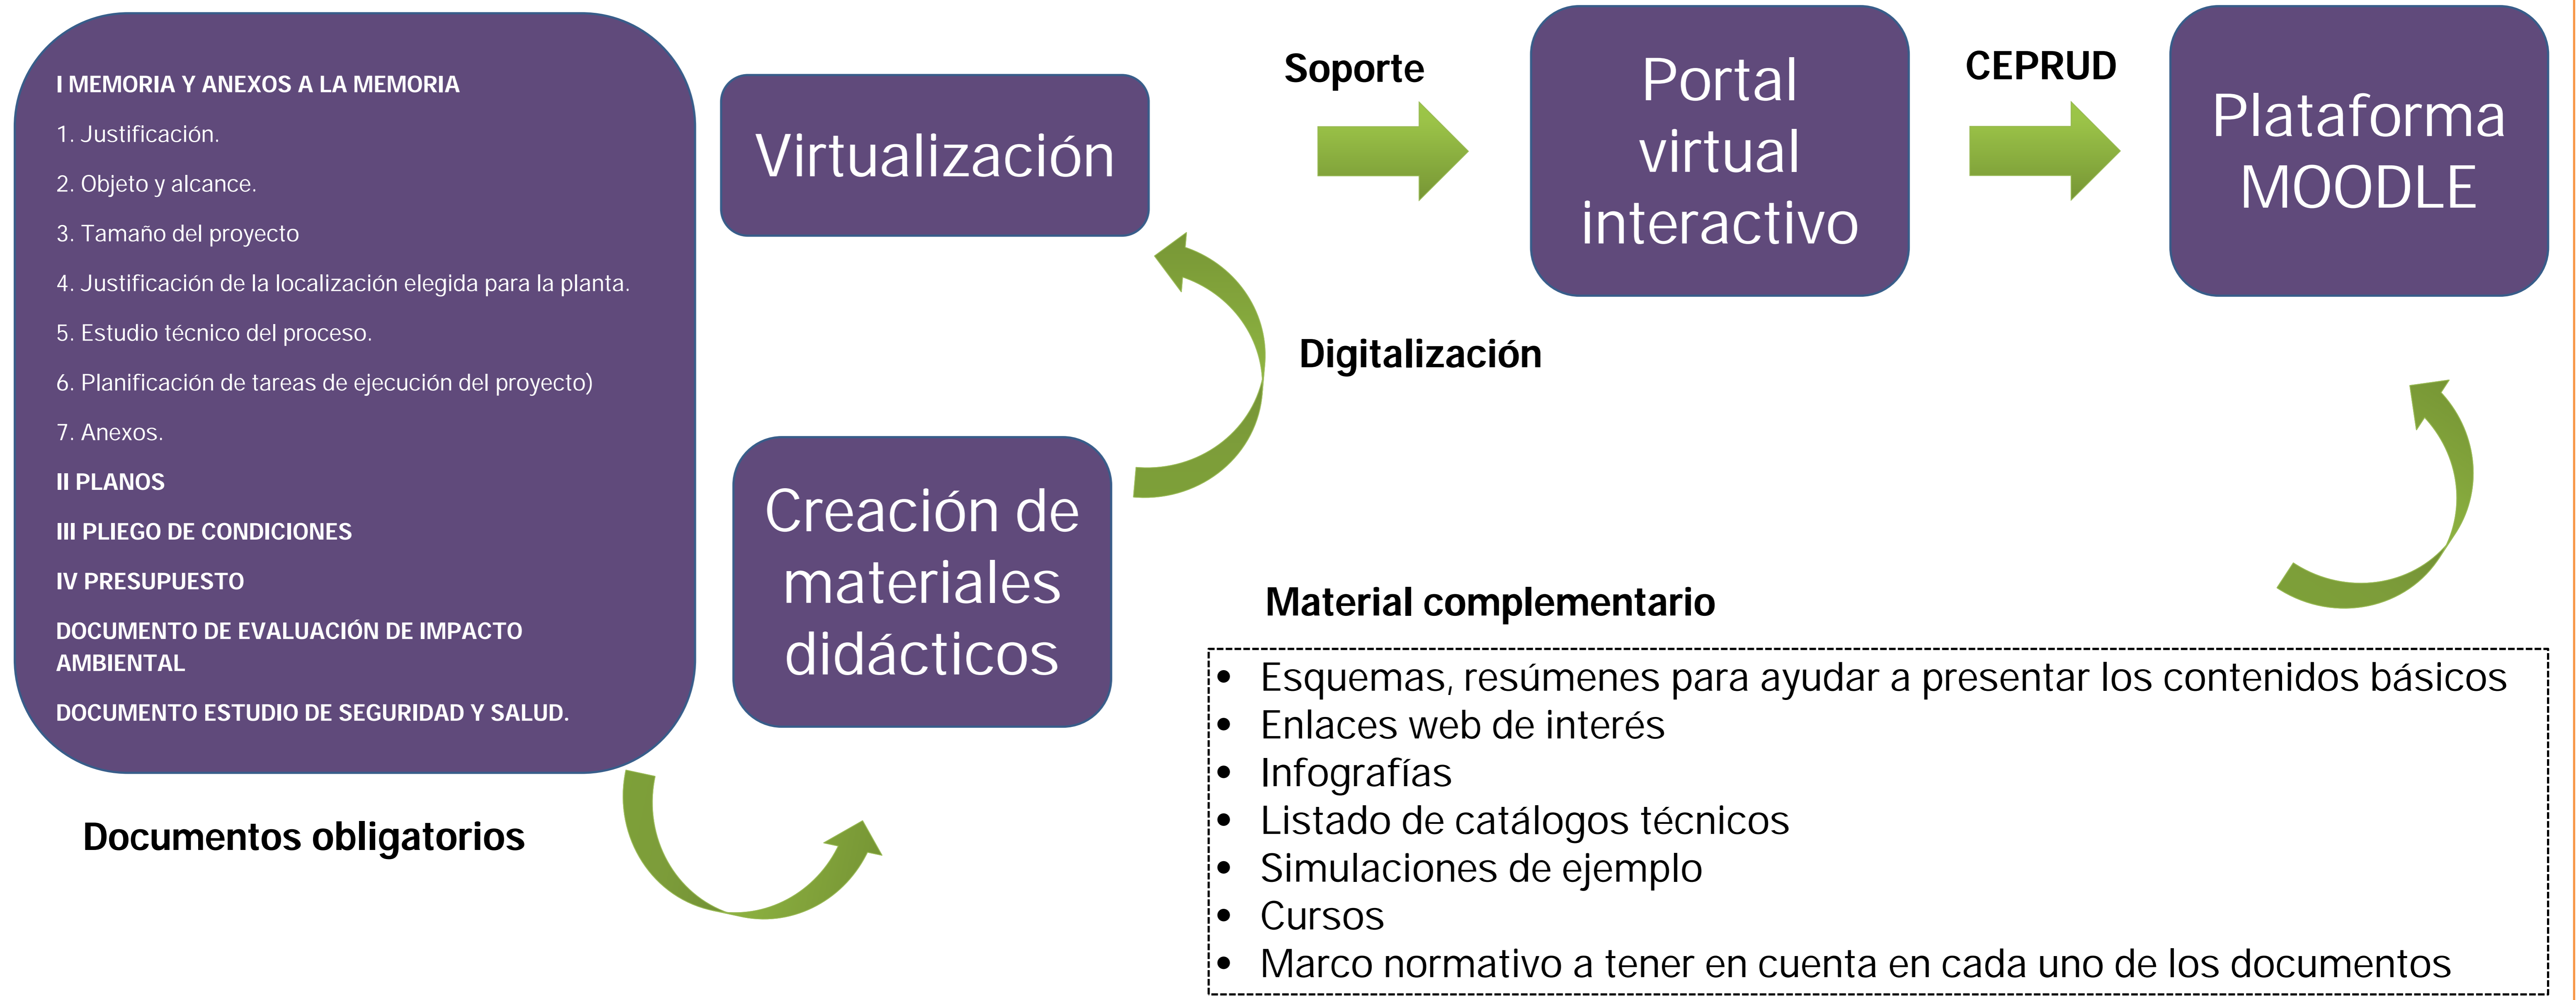 I MEMORIA Y ANEXOS A LA MEMORIA
1. Justificación.
2. Objeto y alcance.
3. Tamaño del proyecto
4. Justificación de la localización elegida para la planta.
5. Estudio técnico del proceso.
6. Planificación de tareas de ejecución del proyecto)
7. Anexos.
II PLANOS
III PLIEGO DE CONDICIONES
IV PRESUPUESTO
DOCUMENTO DE EVALUACIÓN DE IMPACTO
AMBIENTAL
DOCUMENTO ESTUDIO DE SEGURIDAD Y SALUD.
Documentos obligatorios
Creación de
materiales
didácticos
Digitalización
Virtualización
Soporte
Portal
virtual
interactivo
CEPRUD
Plataforma
MOODLE
Material complementario
• Esquemas, resúmenes para ayudar a presentar los contenidos básicos
• Enlaces web de interés
• Infografías
• Listado de catálogos técnicos
• Simulaciones de ejemplo
• Cursos
• Marco normativo a tener en cuenta en cada uno de los documentos